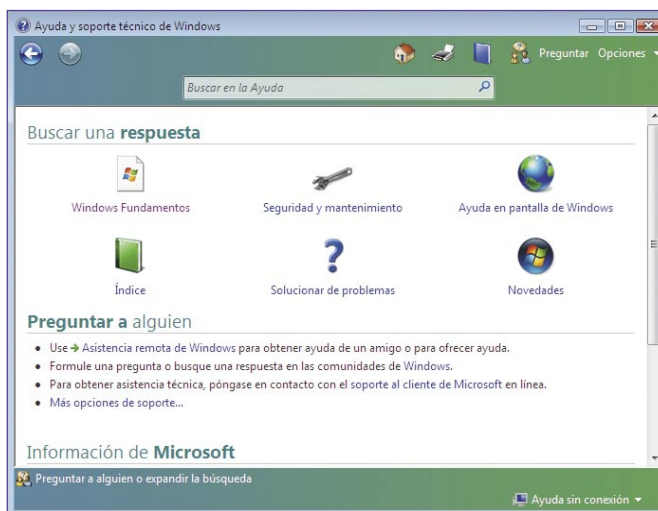 Ayuda y soporte técnico de Windows
Preguntar Opciones
Buscar en la Ayuda
Buscar una respuesta
Windows Fundamentos
Seguridad y mantenimiento
Ayuda en pantalla de Windows
Índice
Solucionar de problemas
Novedades
Preguntar a alguien
Use Asistencia remota de Windows para obtener ayuda de un amigo o para ofrecer ayuda.
Formule una pregunta o busque una respuesta en las comunidades de Windows.
Para obtener asistencia técnica, póngase en contacto con el soporte al cliente de Microsoft en línea.
Más opciones de soporte...
Información de Microsoft
Preguntar a alguien o expandir la búsqueda
Ayuda sin conexión